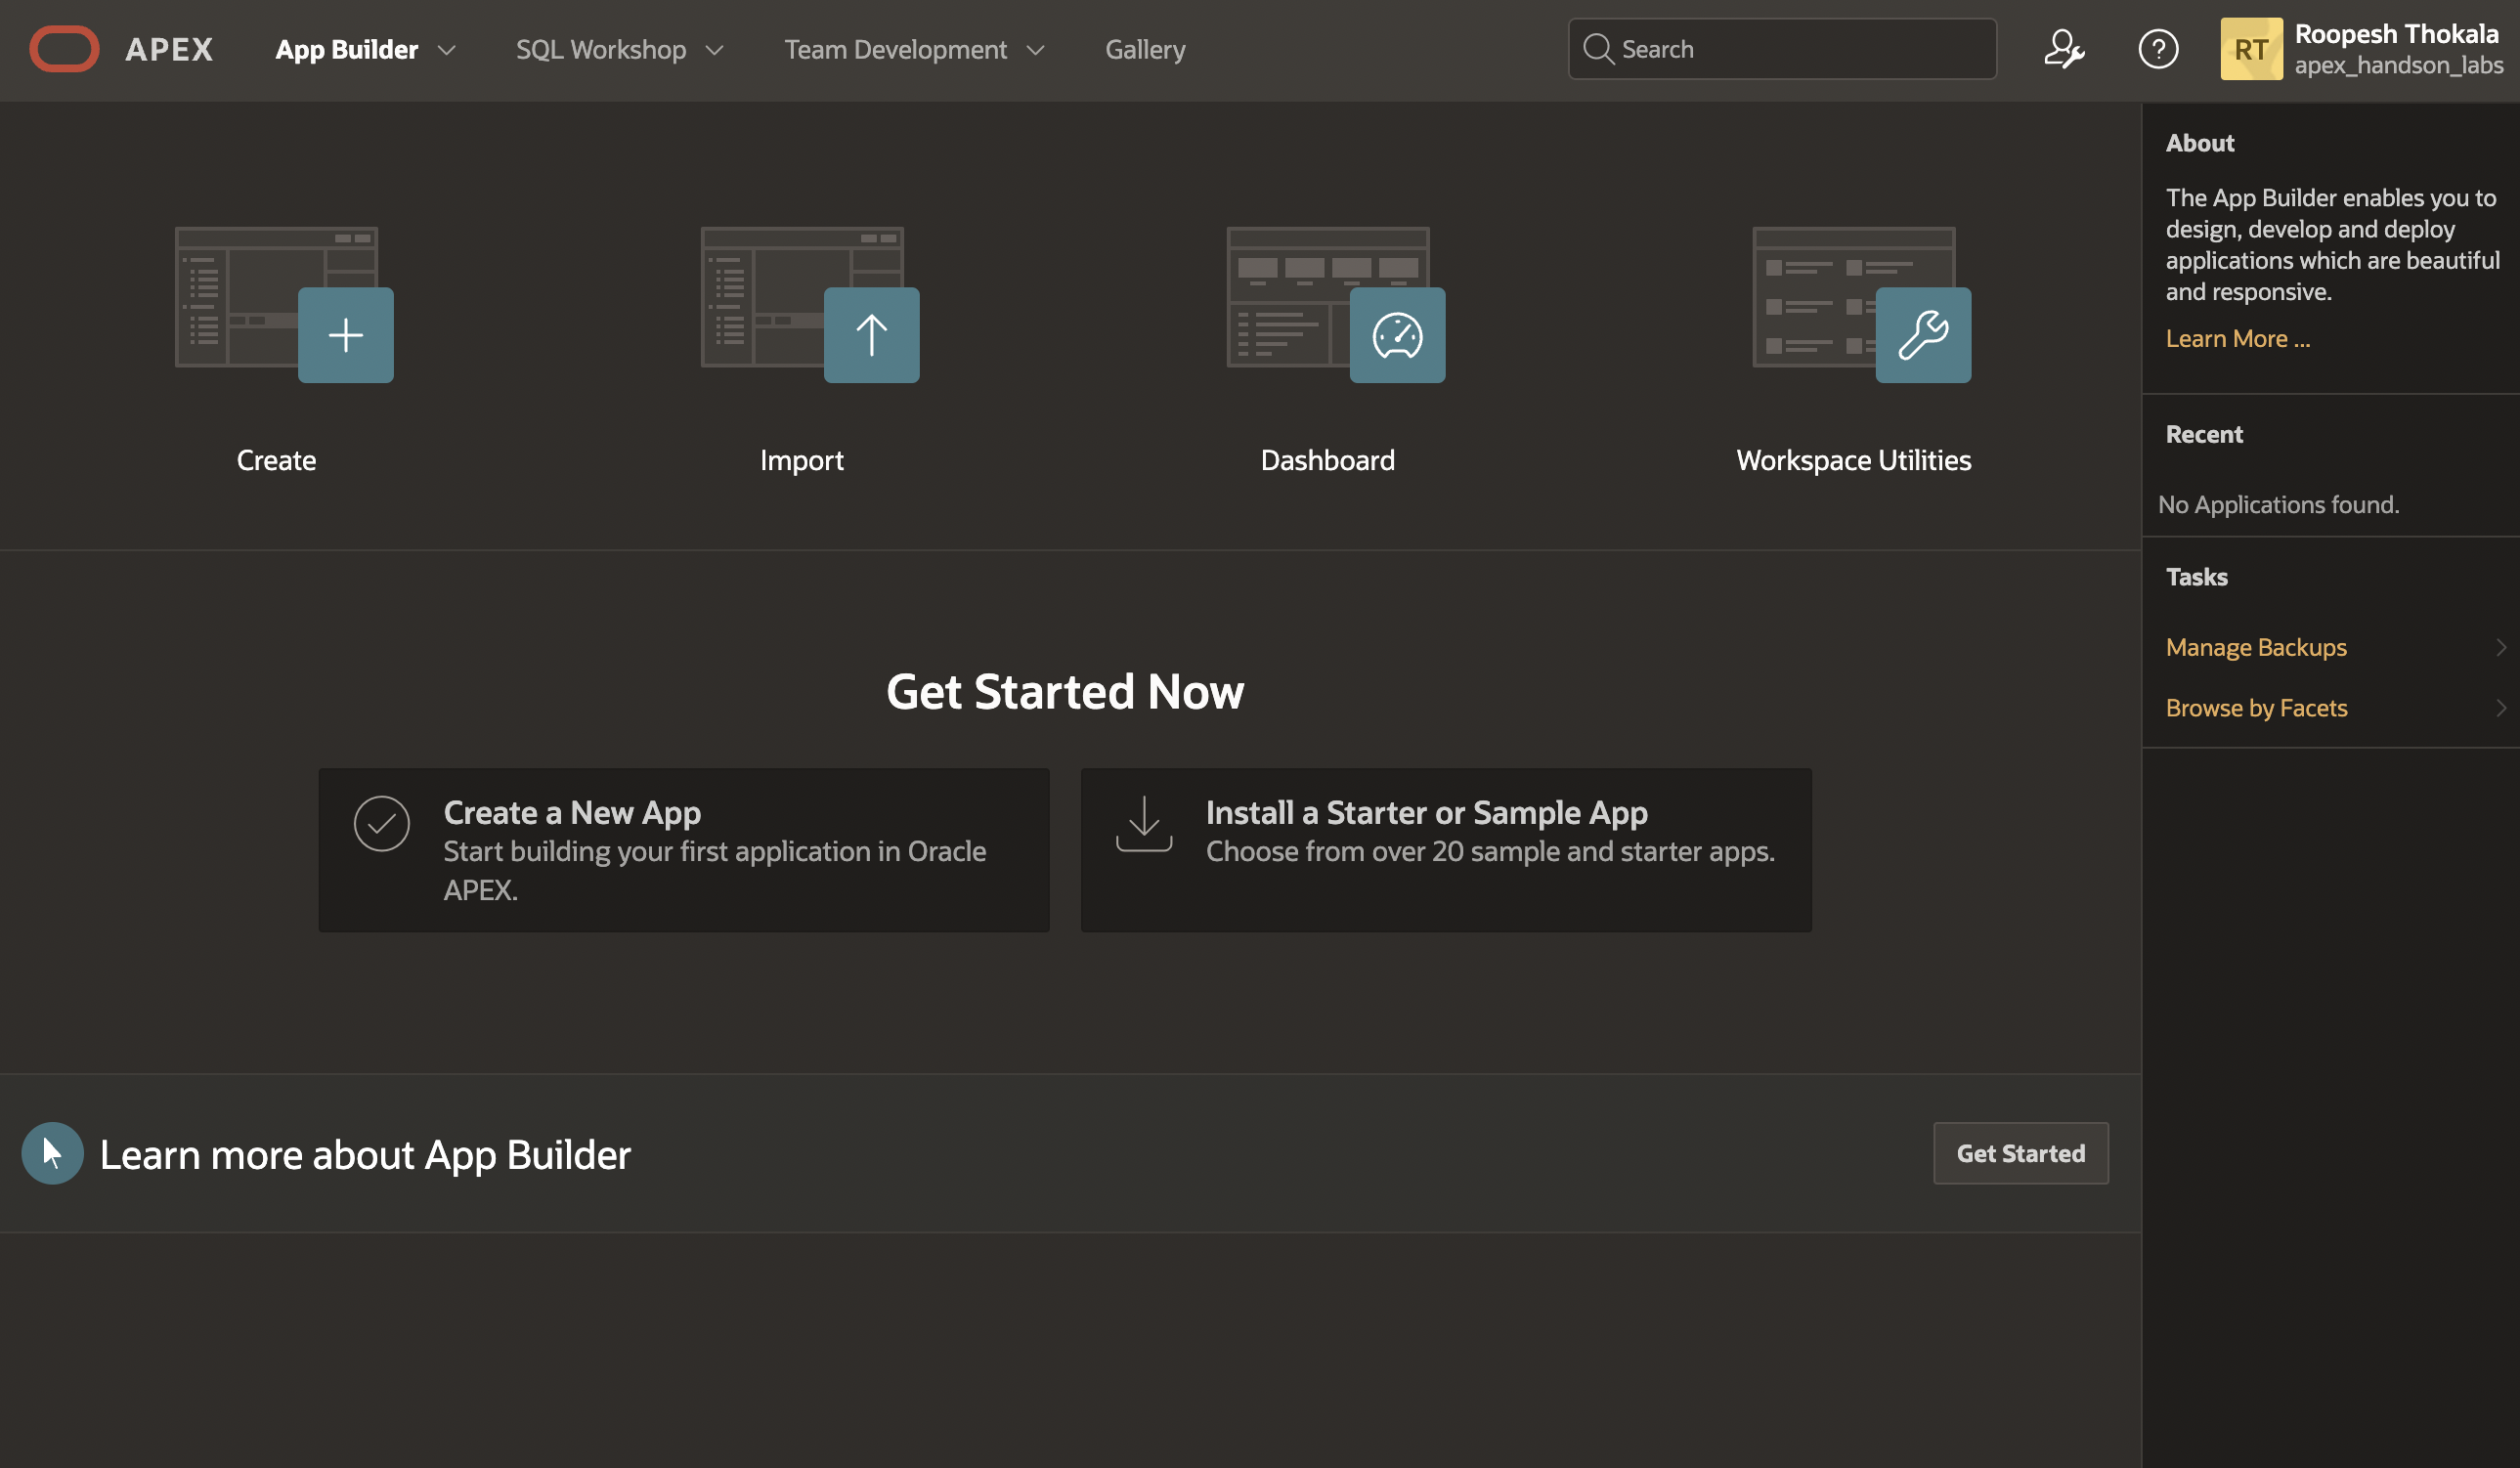 APEX
App Builder
SQL Workshop
Team Development
Gallery
Search
RT
Roopesh Thokala
apex_handson_labs
Create
Import
Dashboard
Workspace Utilities
Get Started Now
Create a New App
Start building your first application in Oracle
APEX.
Install a Starter or Sample App
Choose from over 20 sample and starter apps.
Learn more about App Builder
Get Started
About
The App Builder enables you to
design, develop and deploy
applications which are beautiful
and responsive.
Learn More ...
Recent
No Applications found.
Tasks
Manage Backups
Browse by Facets